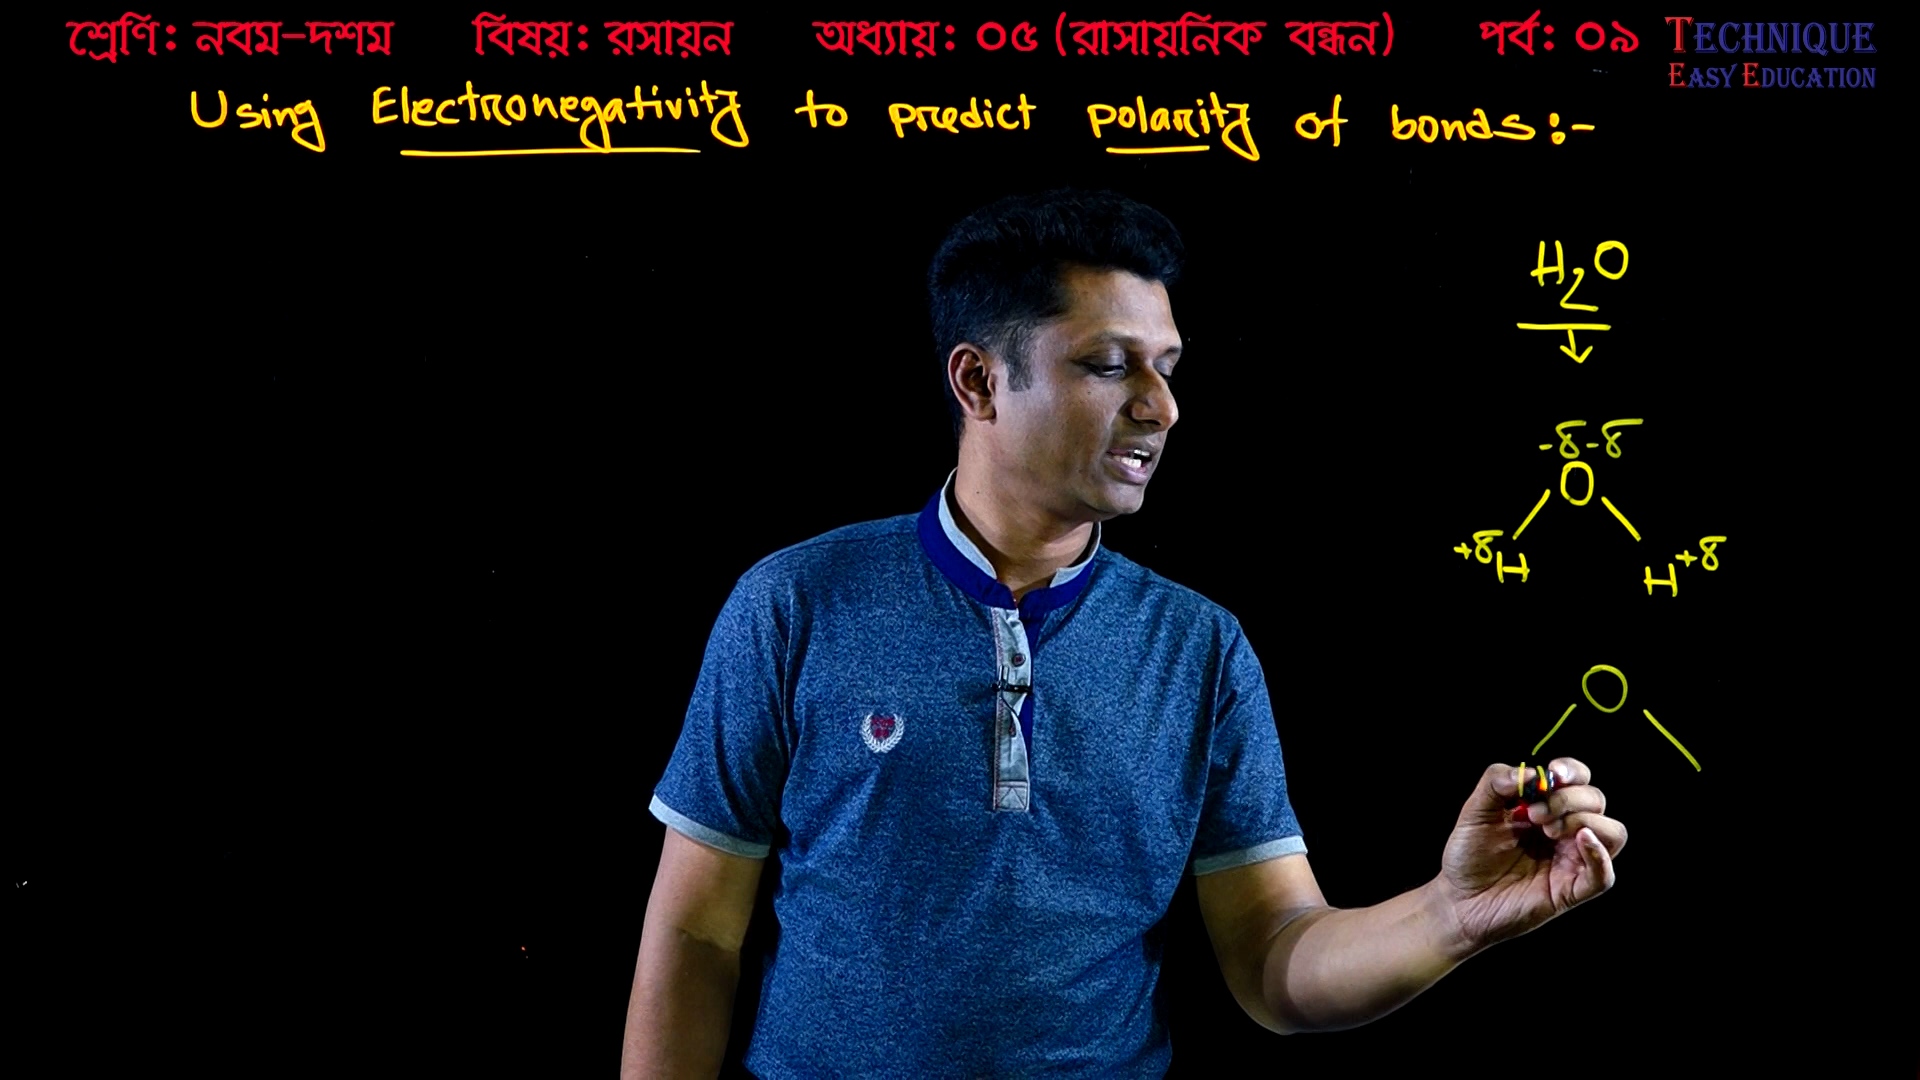 শ্রেণি: নবম-দশম বিষয়: রসায়ন অধ্যায়: ০৫ (রাসায়নিক বন্ধন) পর্ব: ০৯
TECHNIQUE
EASY EDUCATION
Using Electronegativity to predict polarity of bonds:-
H₂O
-δ -δ
O
+δH H+δ
O